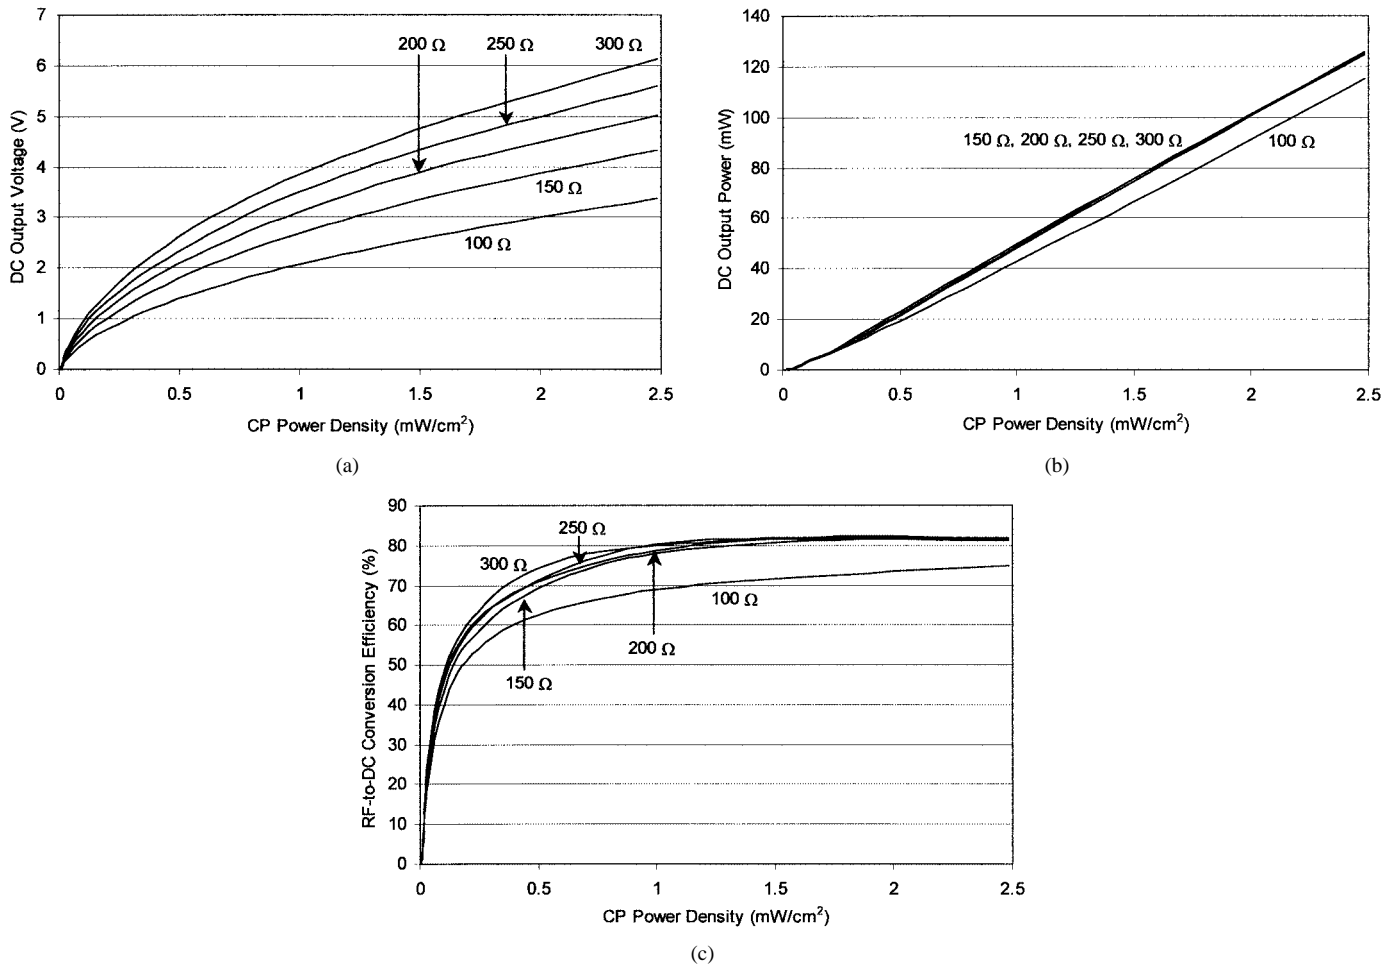 7
6
5
4
3
2
1
0
DC Output Voltage (V)
200 Ω
250 Ω
300 Ω
150 Ω
100 Ω
0 0.5 1 1.5 2 2.5
CP Power Density (mW/cm²)
(a)
140
120
100
80
60
40
20
0
DC Output Power (mW)
150 Ω, 200 Ω, 250 Ω, 300 Ω
100 Ω
0 0.5 1 1.5 2 2.5
CP Power Density (mW/cm²)
(b)
90
80
70
60
50
40
30
20
10
0
RF-to-DC Conversion Efficiency (%)
250 Ω
300 Ω
100 Ω
200 Ω
150 Ω
0 0.5 1 1.5 2 2.5
CP Power Density (mW/cm²)
(c)